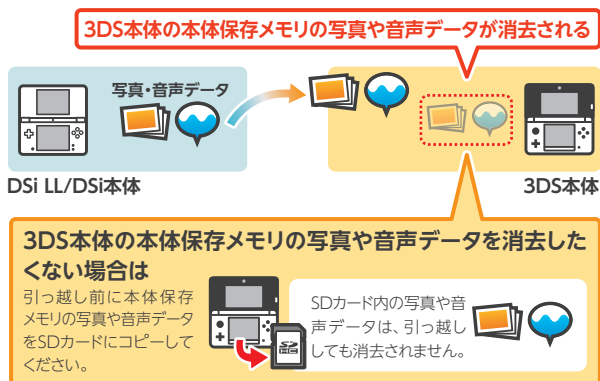 3DS本体の本体保存メモリの写真や音声データが消去される
写真・音声データ
DSi LL/DSi本体
3DS本体
3DS本体の本体保存メモリの写真や音声データを消去した
くない場合は
引っ越し前に本体保存
メモリの写真や音声データ
をSDカードにコピーして
ください。
SDカード内の写真や音
声データは、引っ越し
しても消去されません。